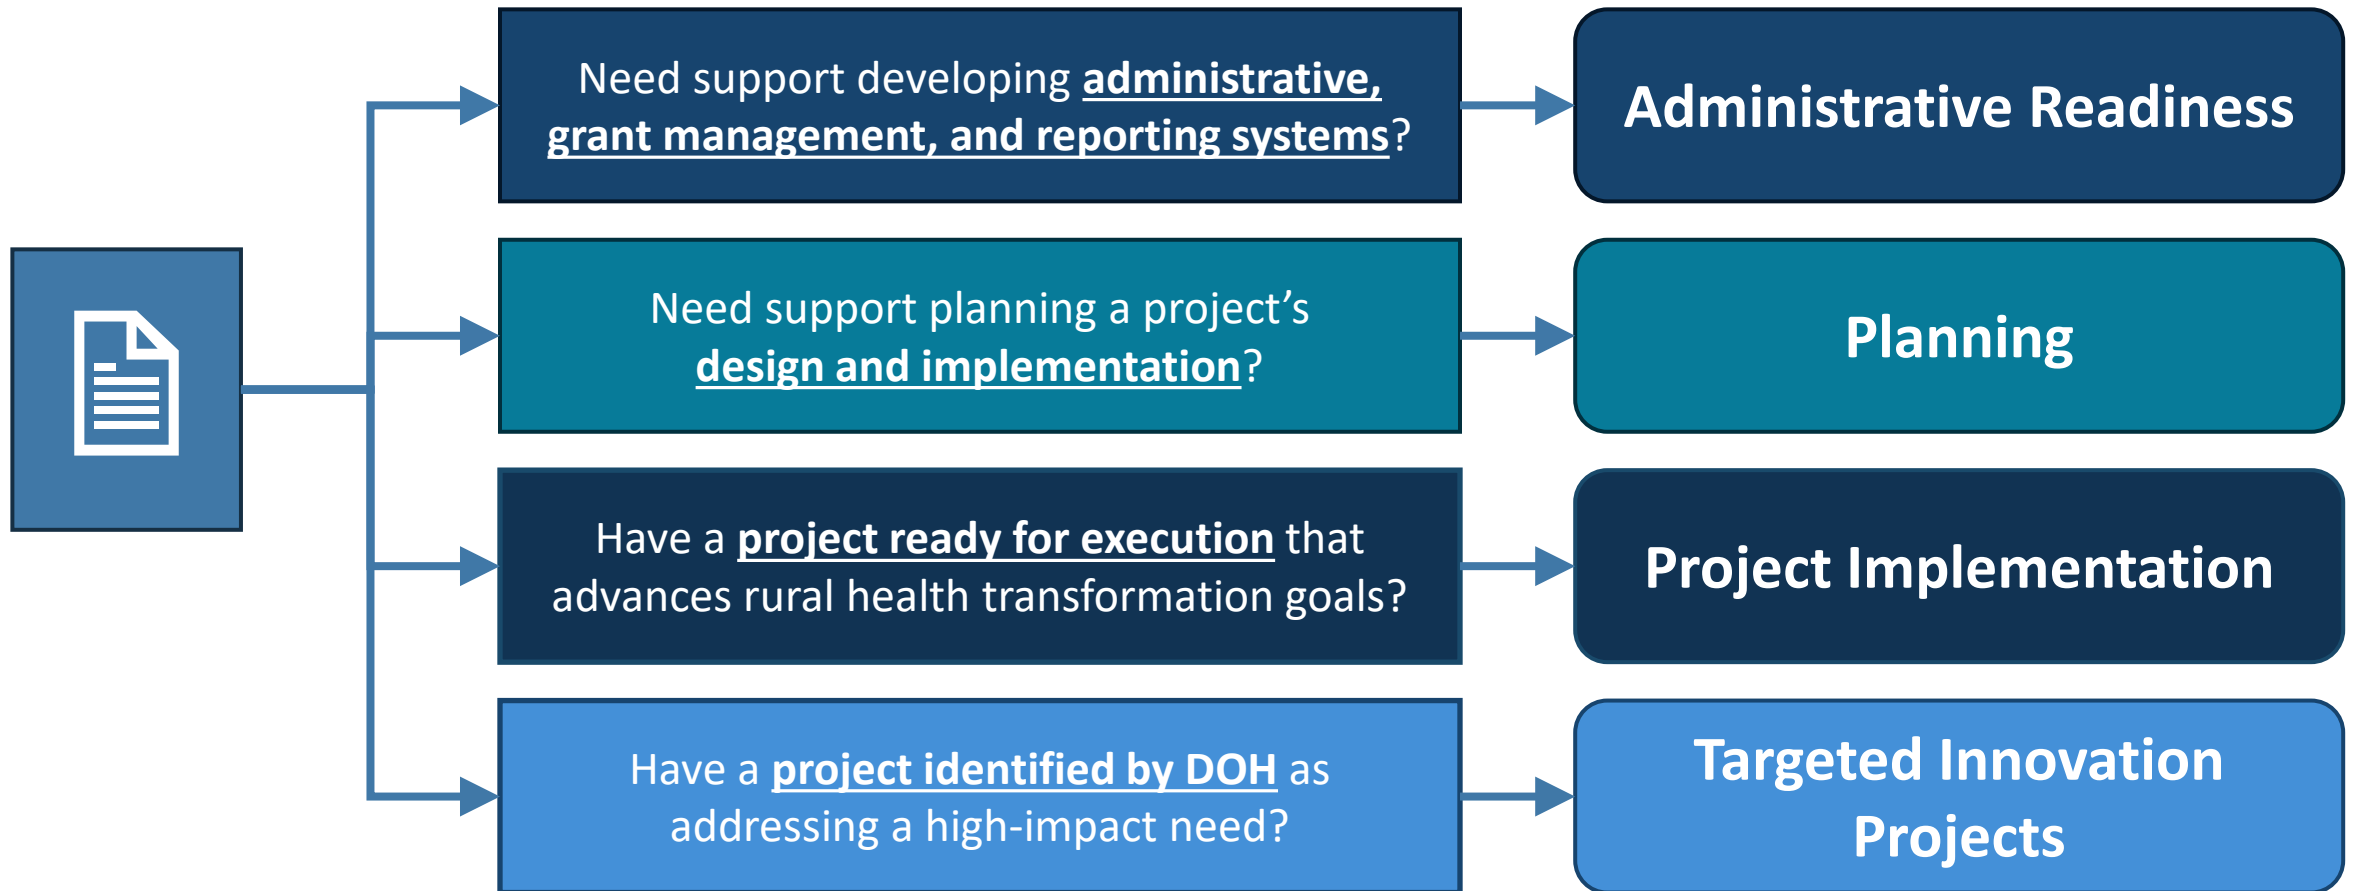 Need support developing administrative,
grant management, and reporting systems?
Administrative Readiness
Need support planning a project’s
design and implementation?
Planning
Have a project ready for execution that
advances rural health transformation goals?
Project Implementation
Have a project identified by DOH as
addressing a high-impact need?
Targeted Innovation
Projects